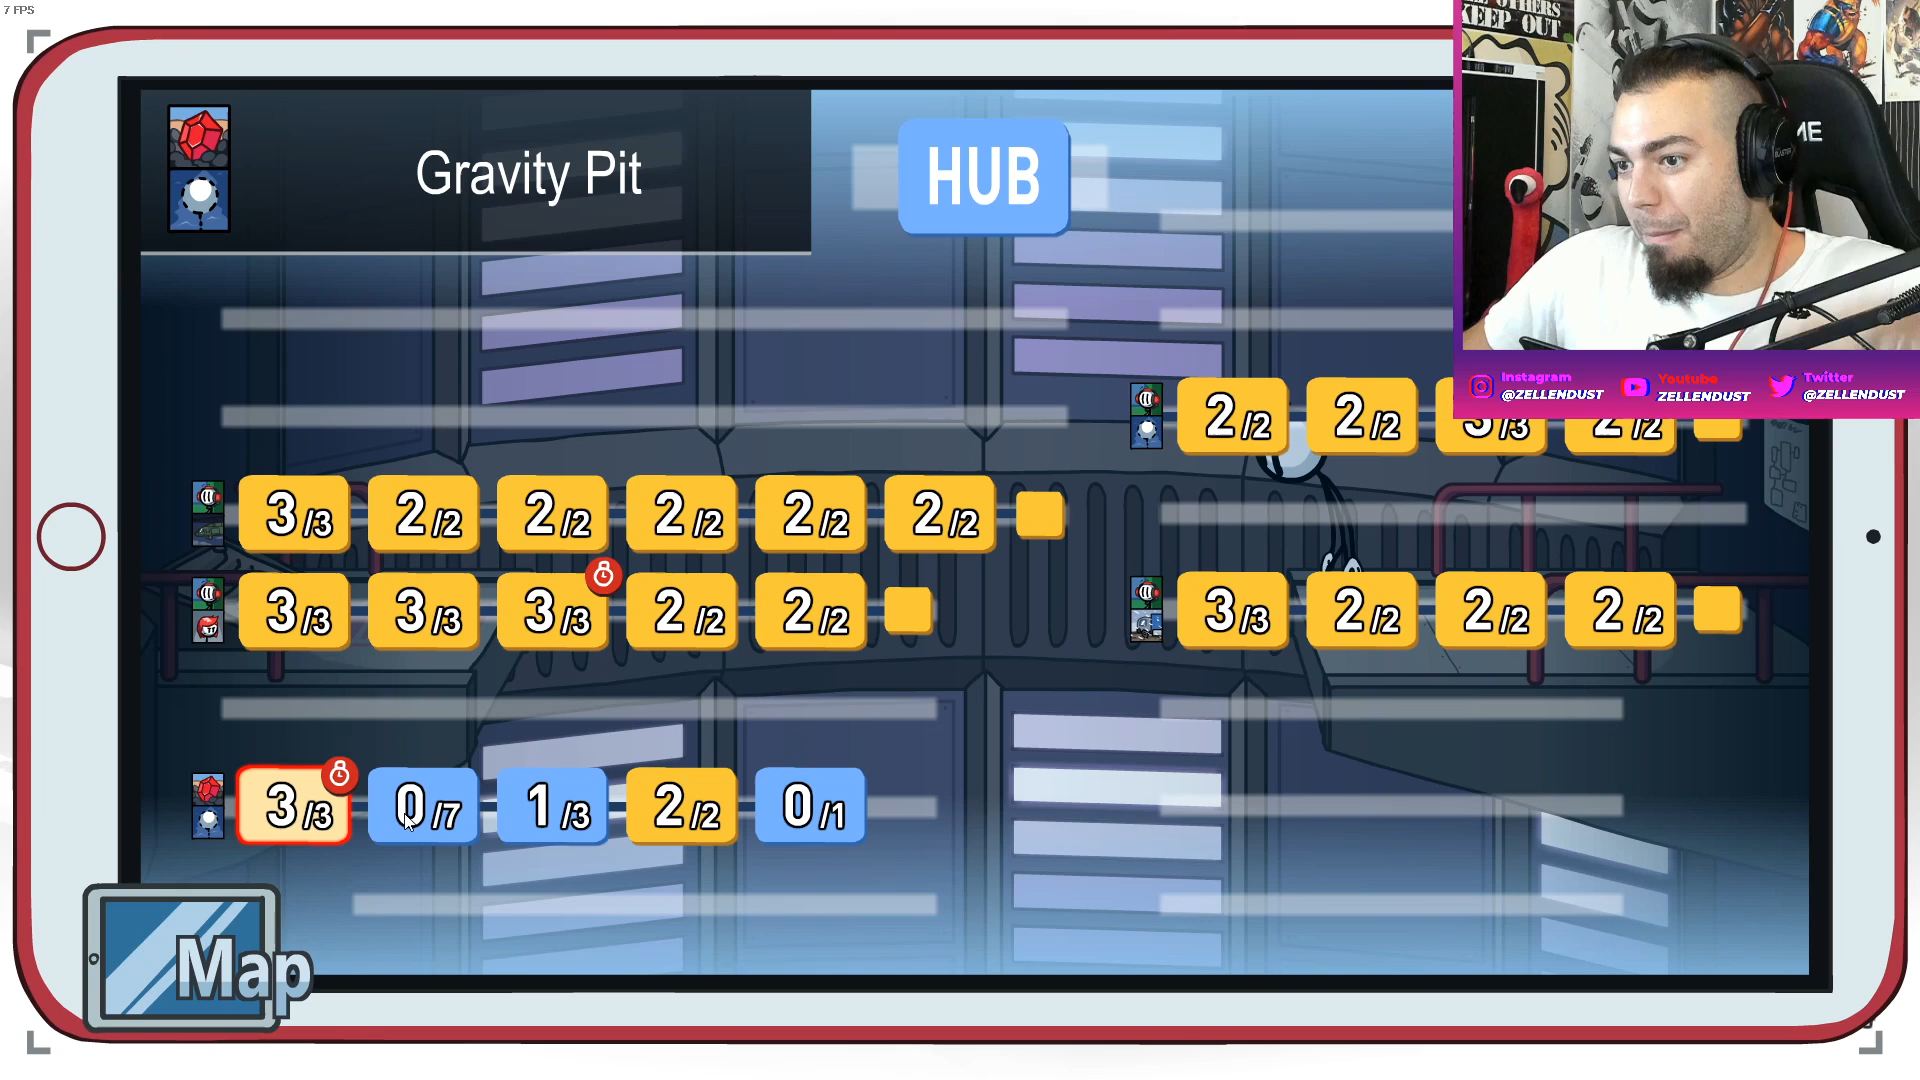 7 FPS
Gravity Pit
HUB
OTHERS
KEEP OUT
ME
Instagram
@ZELLENDUST
Youtube
ZELLENDUST
Twitter
@ZELLENDUST
2/2 2/2 3/3 2/2
3/3 2/2 2/2 2/2 2/2 2/2
3/3 3/3 3/3 2/2 2/2
3/3 2/2 2/2 2/2
3/3 0/7 1/3 2/2 0/1
Map